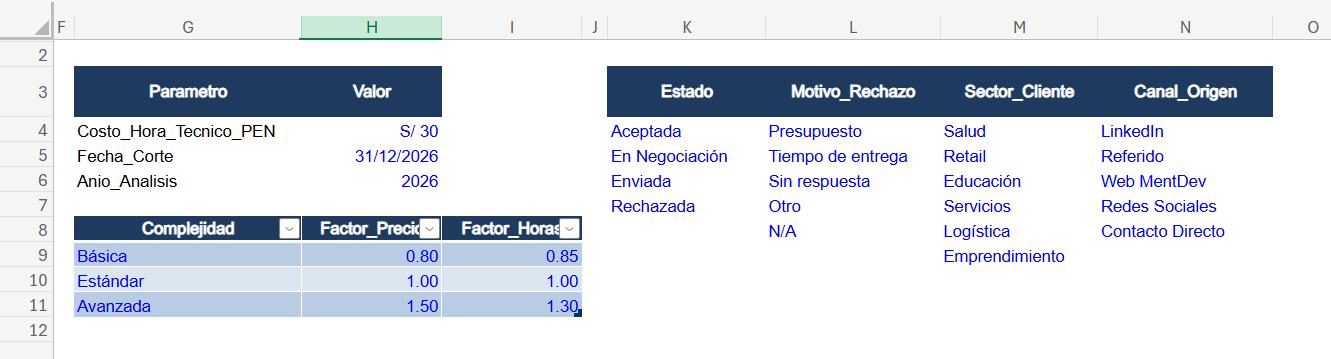 F G H I J K L M N O
2
3 Parametro Valor Estado Motivo_Rechazo Sector_Cliente Canal_Origen
4 Costo_Hora_Tecnico_PEN S/ 30 Aceptada Presupuesto Salud LinkedIn
5 Fecha_Corte 31/12/2026 En Negociación Tiempo de entrega Retail Referido
6 Anio_Analisis 2026 Enviada Sin respuesta Educación Web MentDev
7 Rechazada Otro Servicios Redes Sociales
8 Complejidad Factor_Precio Factor_Horas N/A Logística Contacto Directo
9 Básica 0.80 0.85 Emprendimiento
10 Estándar 1.00 1.00
11 Avanzada 1.50 1.30
12